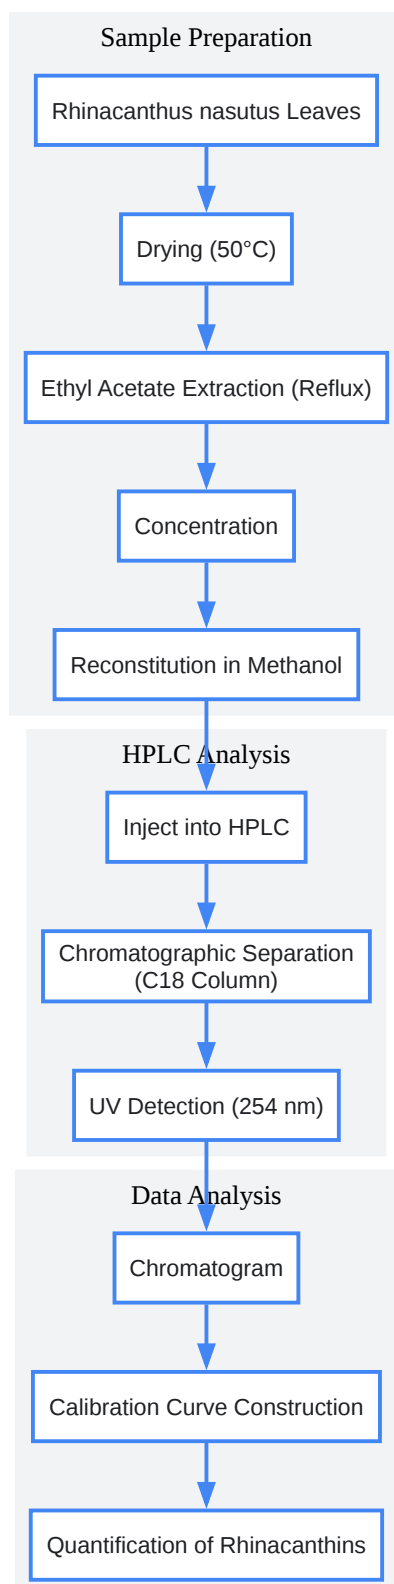 Sample Preparation
Rhinacanthus nasutus Leaves
Drying (50°C)
Ethyl Acetate Extraction (Reflux)
Concentration
Reconstitution in Methanol
HPLC Analysis
Inject into HPLC
Chromatographic Separation
(C18 Column)
UV Detection (254 nm)
Data Analysis
Chromatogram
Calibration Curve Construction
Quantification of Rhinacanthins